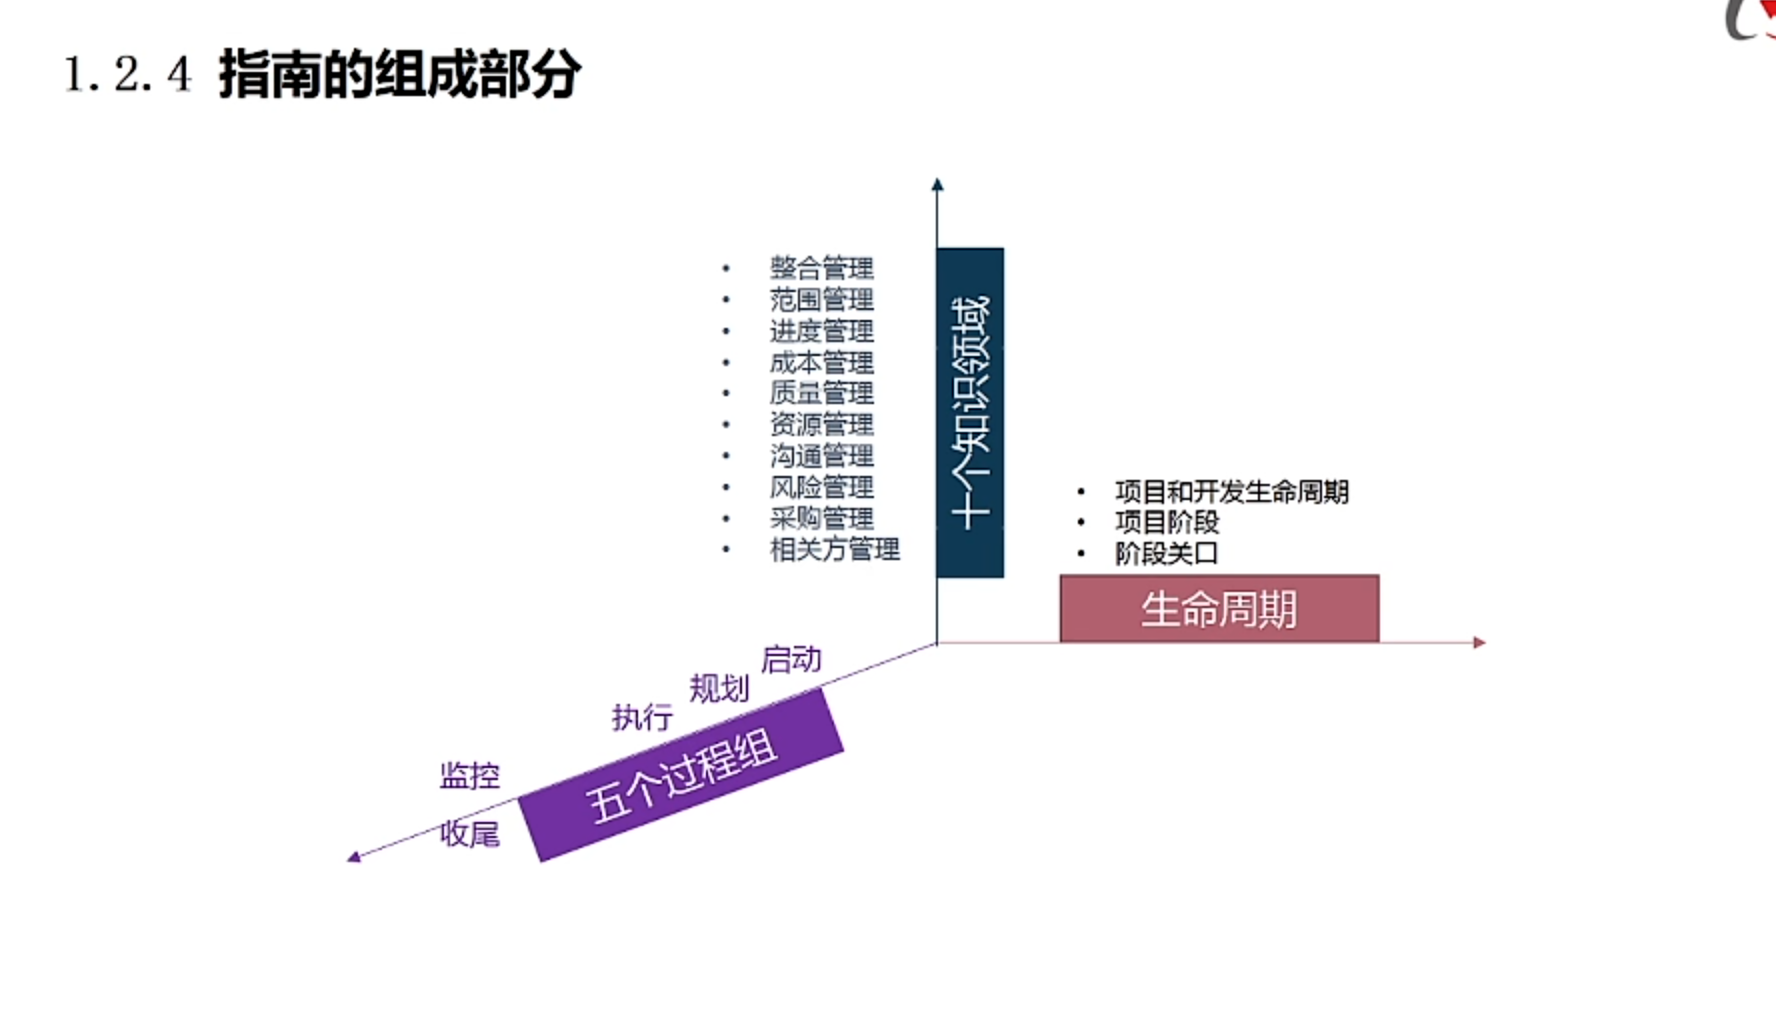 1.2.4 指南的组成部分
• 整合管理
• 范围管理
• 进度管理
• 成本管理
• 质量管理
• 资源管理
• 沟通管理
• 风险管理
• 采购管理
• 相关方管理
十个知识领域
• 项目和开发生命周期
• 项目阶段
• 阶段关口
生命周期
启动
规划
执行
监控
收尾
五个过程组